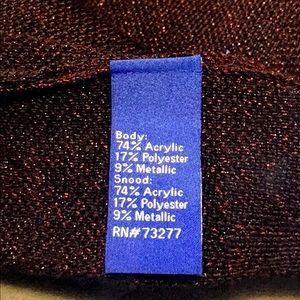 Body:
74% Acrylic
17% Polyester
9% Metallic
Snood:
74% Acrylic
17% Polyester
9% Metallic
RN#73277